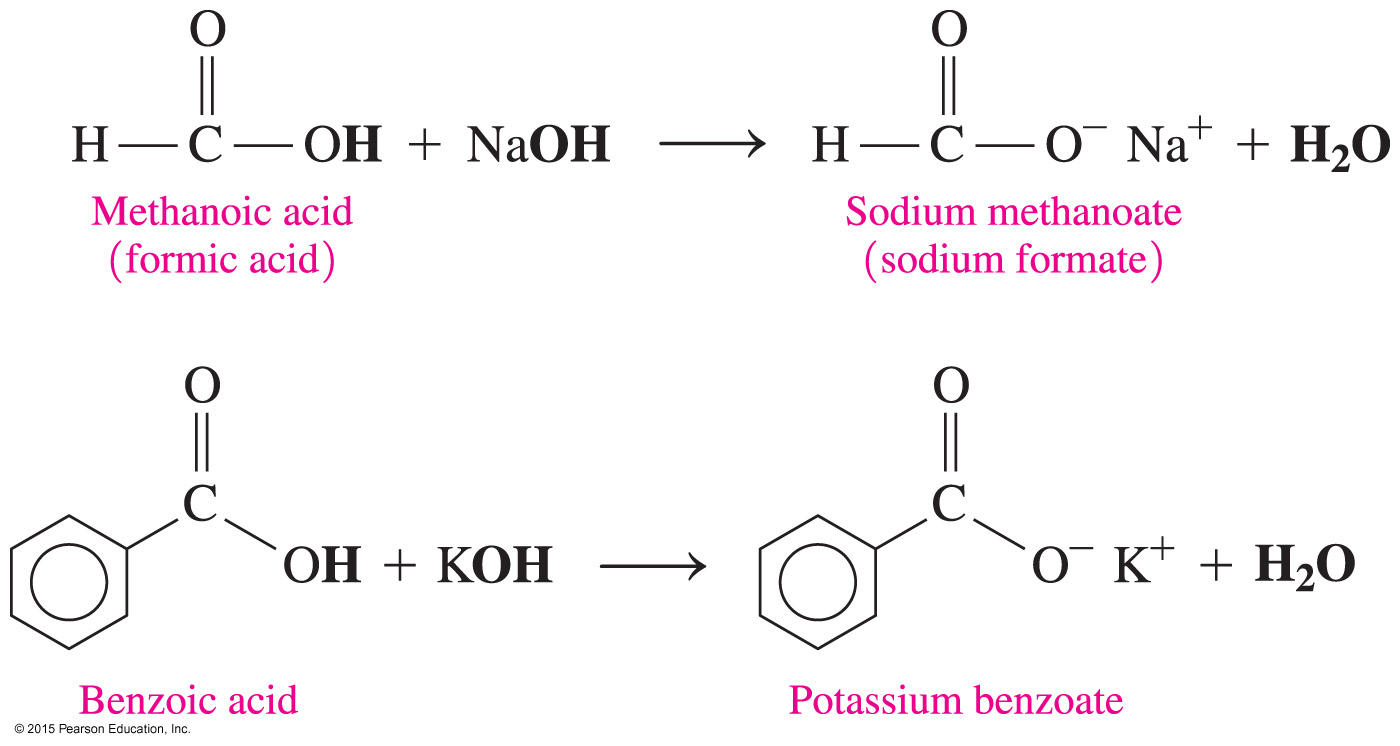 O O
H — C — OH + NaOH → H — C — O⁻ Na⁺ + H₂O
Methanoic acid Sodium methanoate
(formic acid) (sodium formate)
O O
C C
OH + KOH → O⁻ K⁺ + H₂O
Benzoic acid Potassium benzoate
© 2015 Pearson Education, Inc.